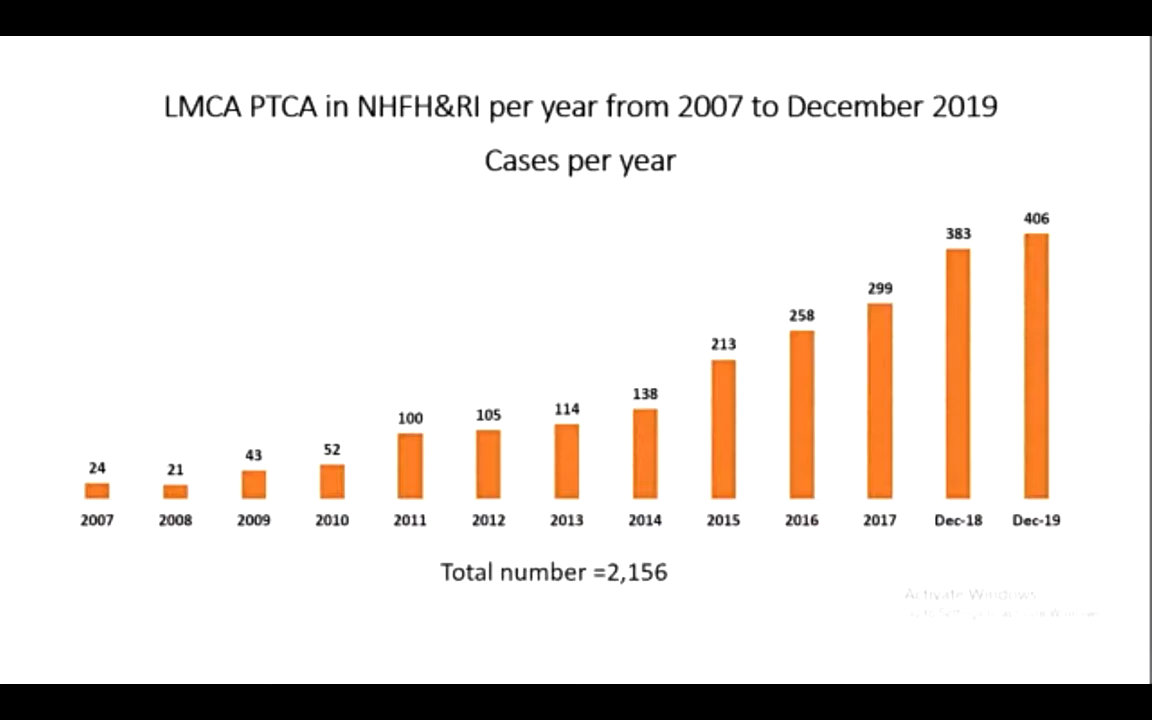 LMCA PTCA in NHFH&RI per year from 2007 to December 2019
Cases per year
24 21 43 52 100 105 114 138 213 258 299 383 406
2007 2008 2009 2010 2011 2012 2013 2014 2015 2016 2017 Dec-18 Dec-19
Total number =2,156
Activate Windows